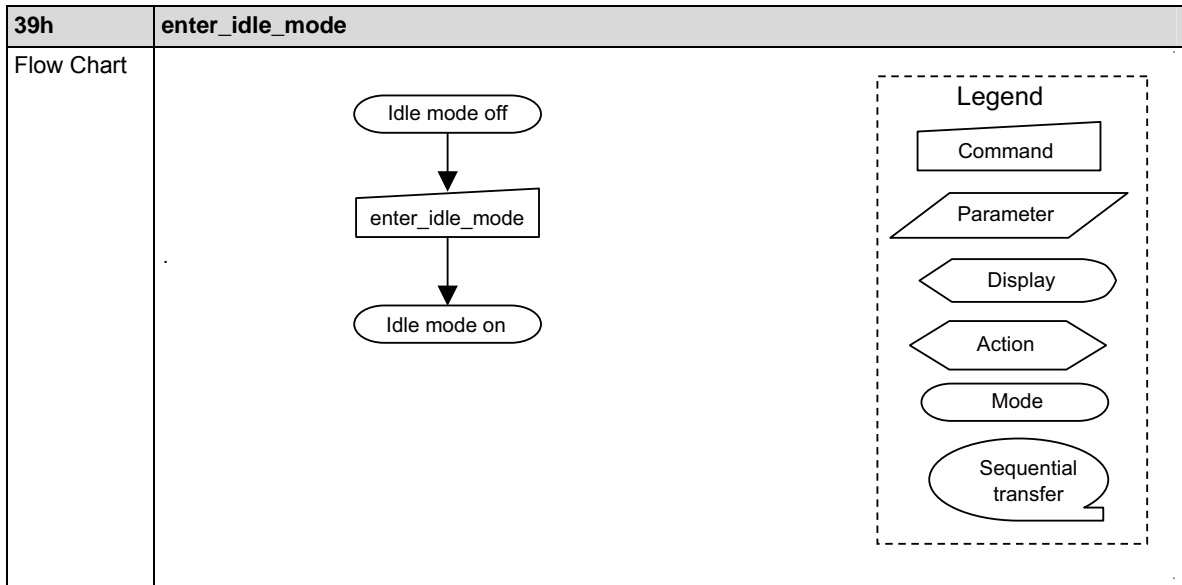 39h enter_idle_mode
Flow Chart
Idle mode off
enter_idle_mode
Idle mode on
Legend
Command
Parameter
Display
Action
Mode
Sequential
transfer